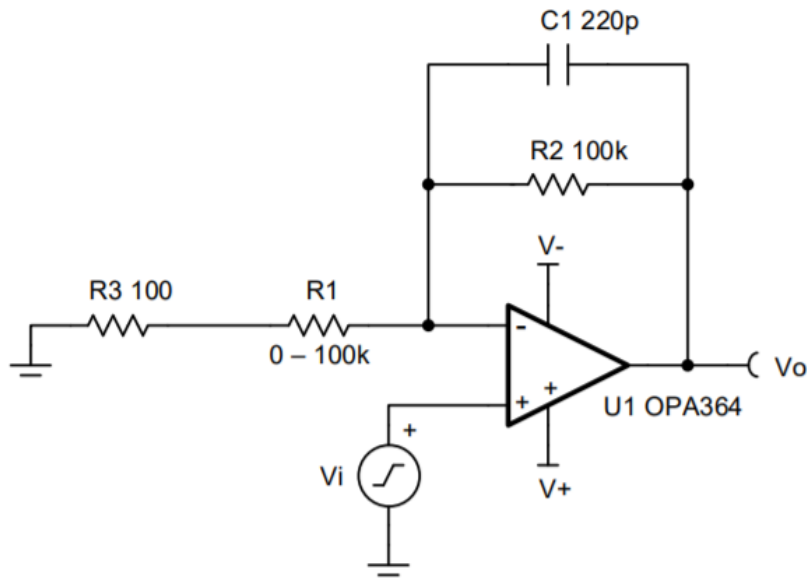 C1 220p
R2 100k
V-
R3 100
R1
0 – 100k
-
+
+
U1 OPA364
Vo
+
Vi
V+